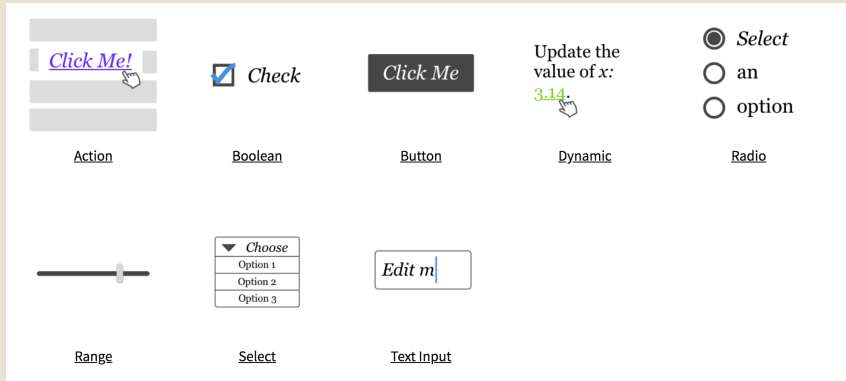 Click Me!
Check
Click Me
Update the
value of x:
3.14.
Select
an
option
Action
Boolean
Button
Dynamic
Radio
Choose
Option 1
Option 2
Option 3
Edit m
Range
Select
Text Input